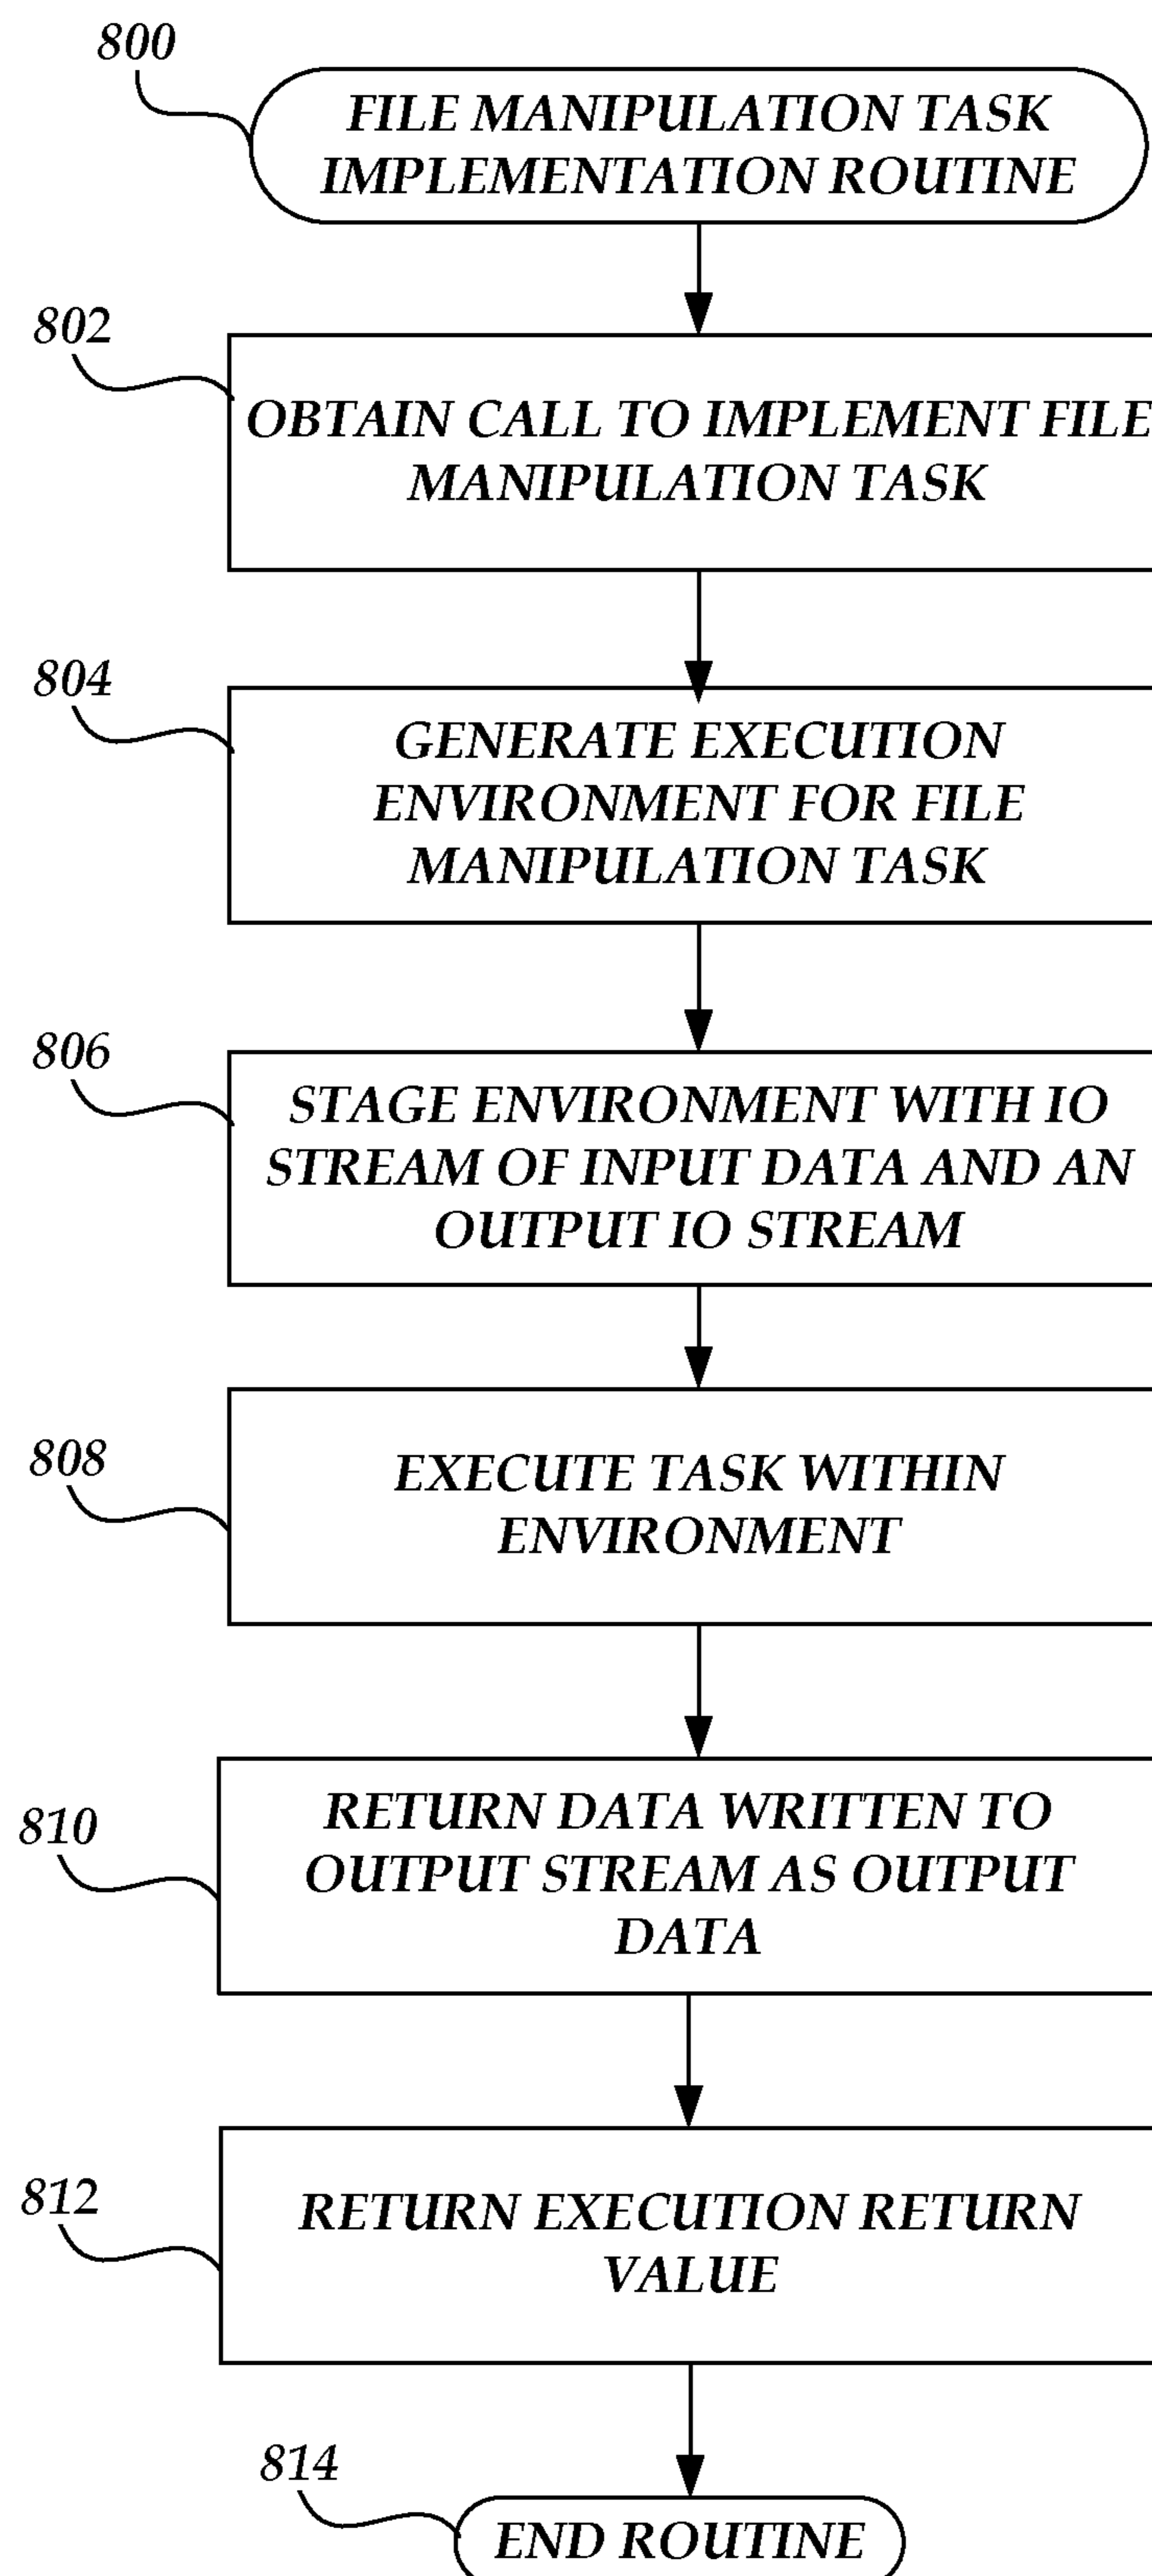 800
FILE MANIPULATION TASK
IMPLEMENTATION ROUTINE
802
OBTAIN CALL TO IMPLEMENT FILE
MANIPULATION TASK
804
GENERATE EXECUTION
ENVIRONMENT FOR FILE
MANIPULATION TASK
806
STAGE ENVIRONMENT WITH IO
STREAM OF INPUT DATA AND AN
OUTPUT IO STREAM
808
EXECUTE TASK WITHIN
ENVIRONMENT
810
RETURN DATA WRITTEN TO
OUTPUT STREAM AS OUTPUT
DATA
812
RETURN EXECUTION RETURN
VALUE
814
END ROUTINE